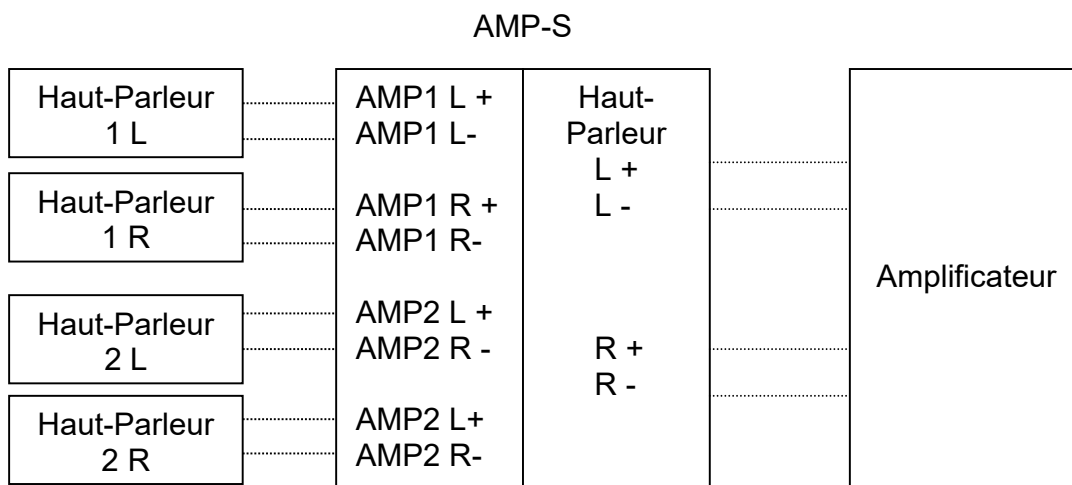 AMP-S
Haut-Parleur
1 L
Haut-Parleur
1 R
Haut-Parleur
2 L
Haut-Parleur
2 R
AMP1 L +
AMP1 L-
AMP1 R +
AMP1 R-
AMP2 L +
AMP2 R -
AMP2 L+
AMP2 R-
Haut-
Parleur
L +
L -
R +
R -
Amplificateur